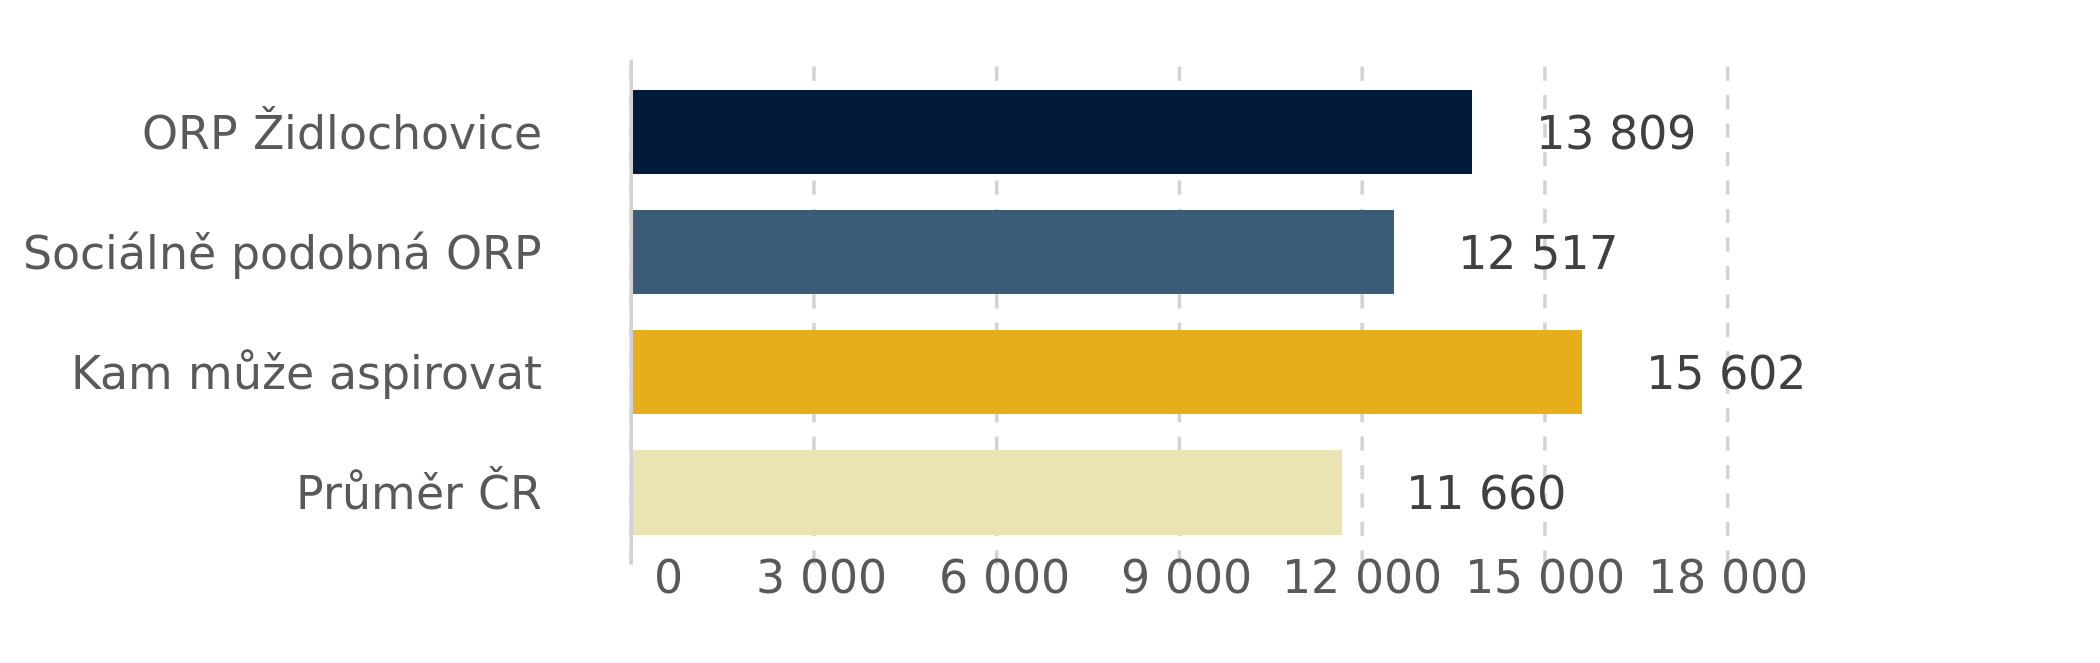 ORP Židlochovice 13 809
Sociálně podobná ORP 12 517
Kam může aspirovat 15 602
Průměr ČR 11 660
0 3 000 6 000 9 000 12 000 15 000 18 000